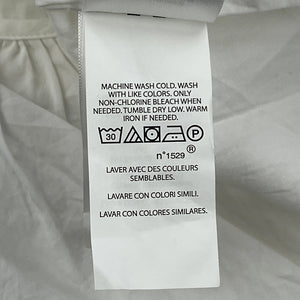 MACHINE WASH COLD. WASH
WITH LIKE COLORS. ONLY
NON-CHLORINE BLEACH WHEN
NEEDED. TUMBLE DRY LOW. WARM
IRON IF NEEDED.
30 P
n°1529 ®
LAVER AVEC DES COULEURS
SEMBLABLES.
LAVARE CON COLORI SIMILI.
LAVAR CON COLORES SIMILARES.